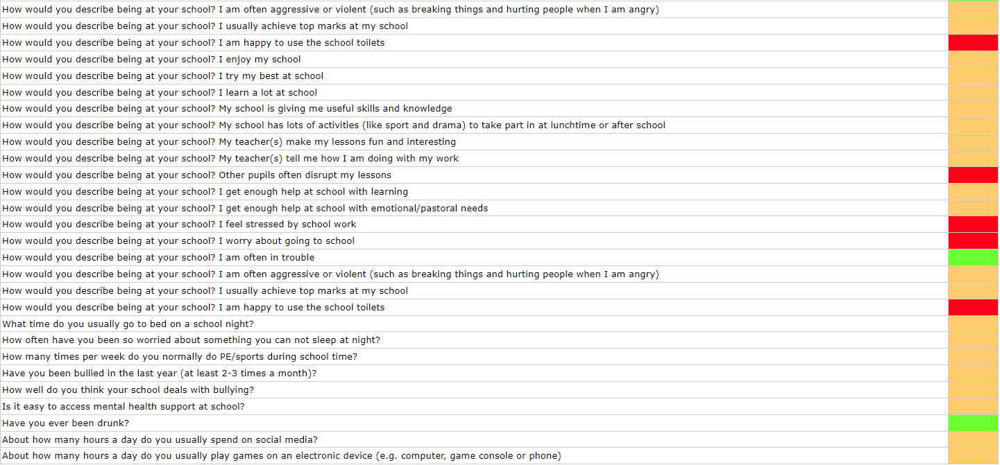 How would you describe being at your school? I am often aggressive or violent (such as breaking things and hurting people when I am angry)
How would you describe being at your school? I usually achieve top marks at my school
How would you describe being at your school? I am happy to use the school toilets
How would you describe being at your school? I enjoy my school
How would you describe being at your school? I try my best at school
How would you describe being at your school? I learn a lot at school
How would you describe being at your school? My school is giving me useful skills and knowledge
How would you describe being at your school? My school has lots of activities (like sport and drama) to take part in at lunchtime or after school
How would you describe being at your school? My teacher(s) make my lessons fun and interesting
How would you describe being at your school? My teacher(s) tell me how I am doing with my work
How would you describe being at your school? Other pupils often disrupt my lessons
How would you describe being at your school? I get enough help at school with learning
How would you describe being at your school? I get enough help at school with emotional/pastoral needs
How would you describe being at your school? I feel stressed by school work
How would you describe being at your school? I worry about going to school
How would you describe being at your school? I am often in trouble
How would you describe being at your school? I am often aggressive or violent (such as breaking things and hurting people when I am angry)
How would you describe being at your school? I usually achieve top marks at my school
How would you describe being at your school? I am happy to use the school toilets
What time do you usually go to bed on a school night?
How often have you been so worried about something you can not sleep at night?
How many times per week do you normally do PE/sports during school time?
Have you been bullied in the last year (at least 2-3 times a month)?
How well do you think your school deals with bullying?
Is it easy to access mental health support at school?
Have you ever been drunk?
About how many hours a day do you usually spend on social media?
About how many hours a day do you usually play games on an electronic device (e.g. computer, game console or phone)